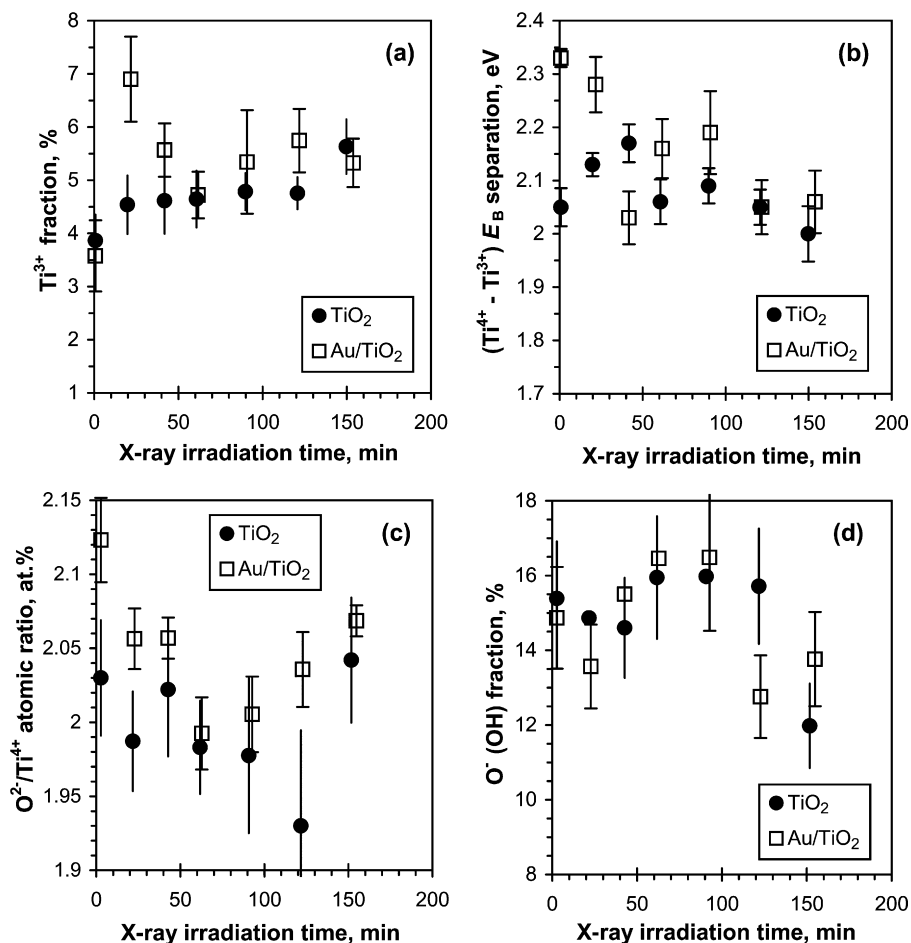 (a)
Ti³⁺ fraction, %
8
7
6
5
4
3
2
1
0 50 100 150 200
X-ray irradiation time, min
TiO₂
Au/TiO₂
(b)
(Ti⁴⁺ - Ti³⁺) E_B separation, eV
2.4
2.3
2.2
2.1
2
1.9
1.8
1.7
0 50 100 150 200
X-ray irradiation time, min
TiO₂
Au/TiO₂
(c)
O²⁻/Ti⁴⁺ atomic ratio, at.%
2.15
2.1
2.05
2
1.95
1.9
0 50 100 150 200
X-ray irradiation time, min
TiO₂
Au/TiO₂
(d)
O⁻ (OH) fraction, %
18
16
14
12
10
8
0 50 100 150 200
X-ray irradiation time, min
TiO₂
Au/TiO₂